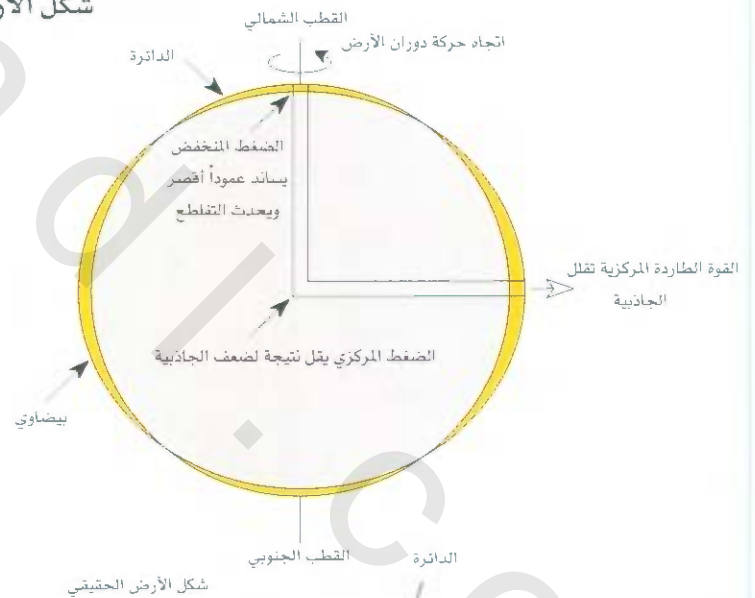 شكل الأر
القطب الشمالي
اتجاه حركة دوران الأرض
الدائرة
الضغط المنخفض
يساند عموداً أقصر
ويحدث التفلطح
القوة الطاردة المركزية تقلل
الجاذبية
الضغط المركزي يقل نتيجة لضعف الجاذبية
بيضاوي
القطب الجنوبي
الدائرة
شكل الأرض الحقيقي